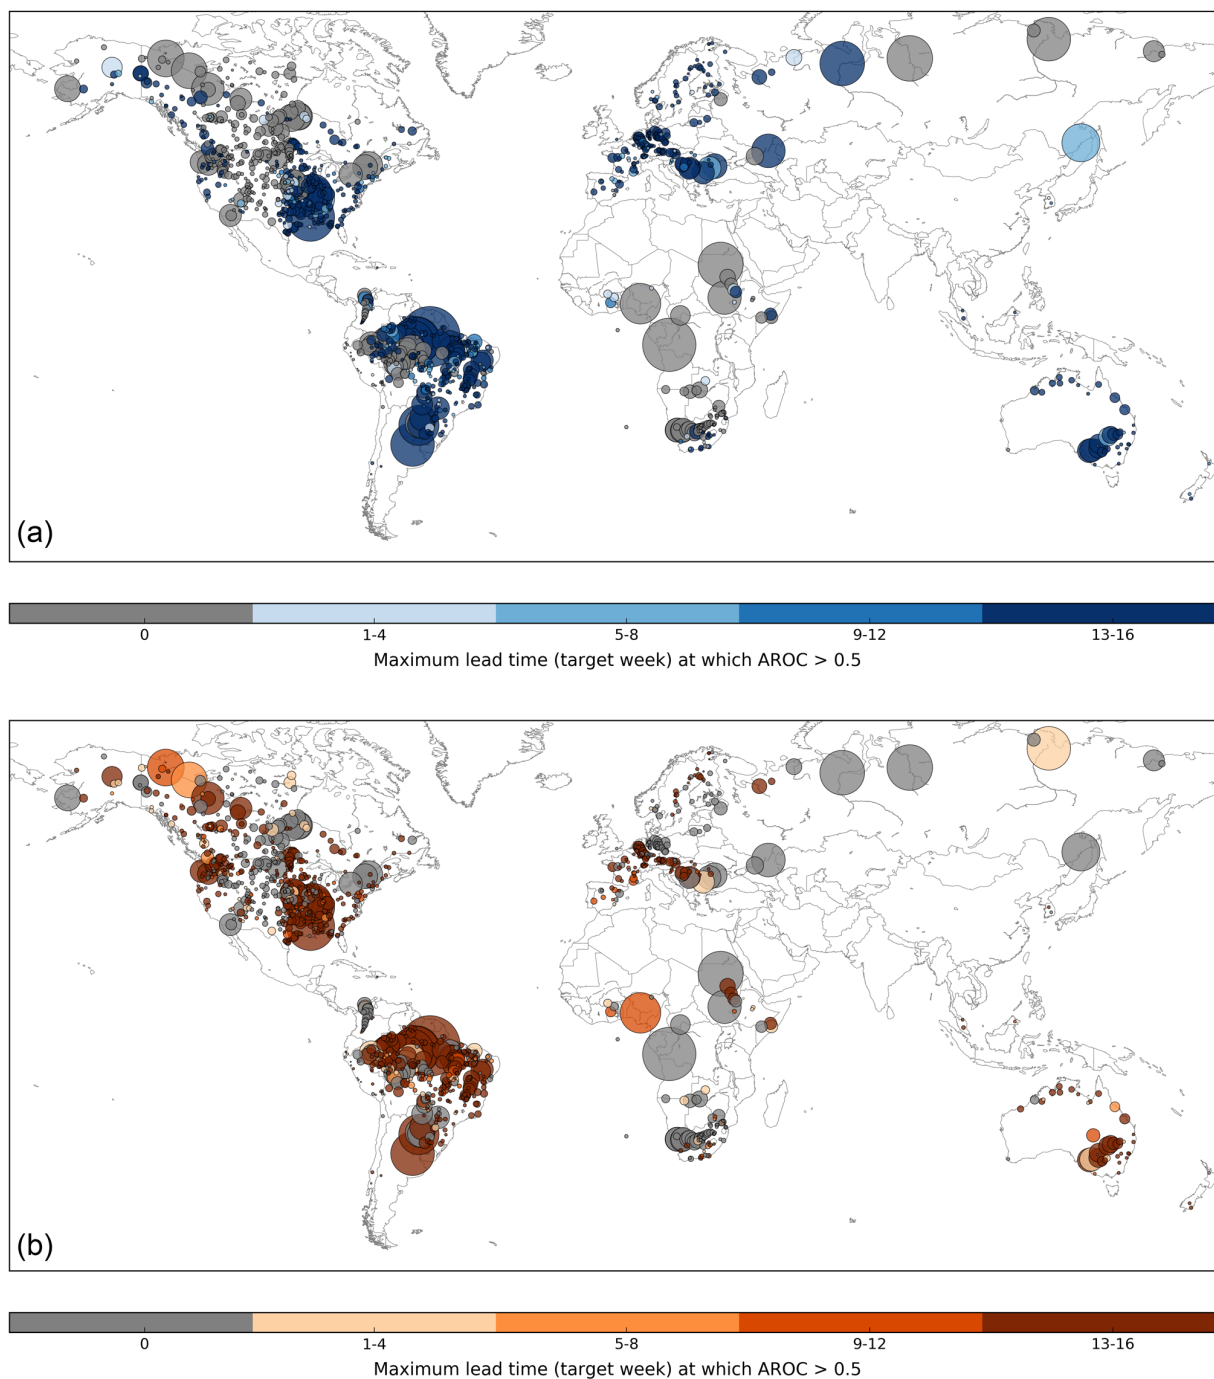 (a)
0 1-4 5-8 9-12 13-16
Maximum lead time (target week) at which AROC > 0.5
(b)
0 1-4 5-8 9-12 13-16
Maximum lead time (target week) at which AROC > 0.5